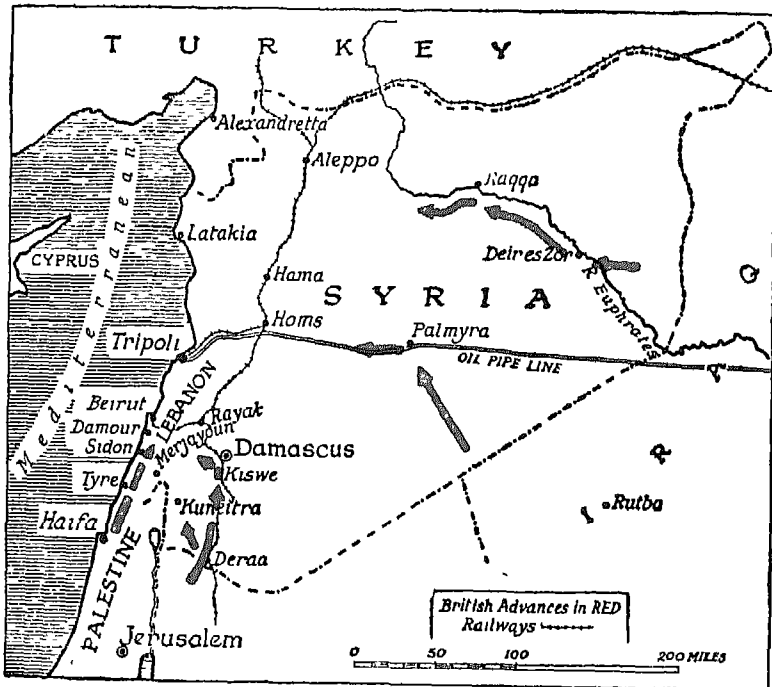 TURKEY
Alexandretta
Aleppo
Raqqa
Mediterranean
Latakia
CYPRUS
Deires Zor
R. Euphrates
Hama
SYRIA
Homs
Palmyra
Tripoli
OIL PIPE LINE
LEBANON
Beirut
Rayak
Damour
Sidon
Merjayoun
Damascus
Tyre
Kiswe
Kuneitra
Rutba
Haifa
Deraa
PALESTINE
I R A Q
Jerusalem
British Advances in RED
Railways
0 50 100 200 MILES